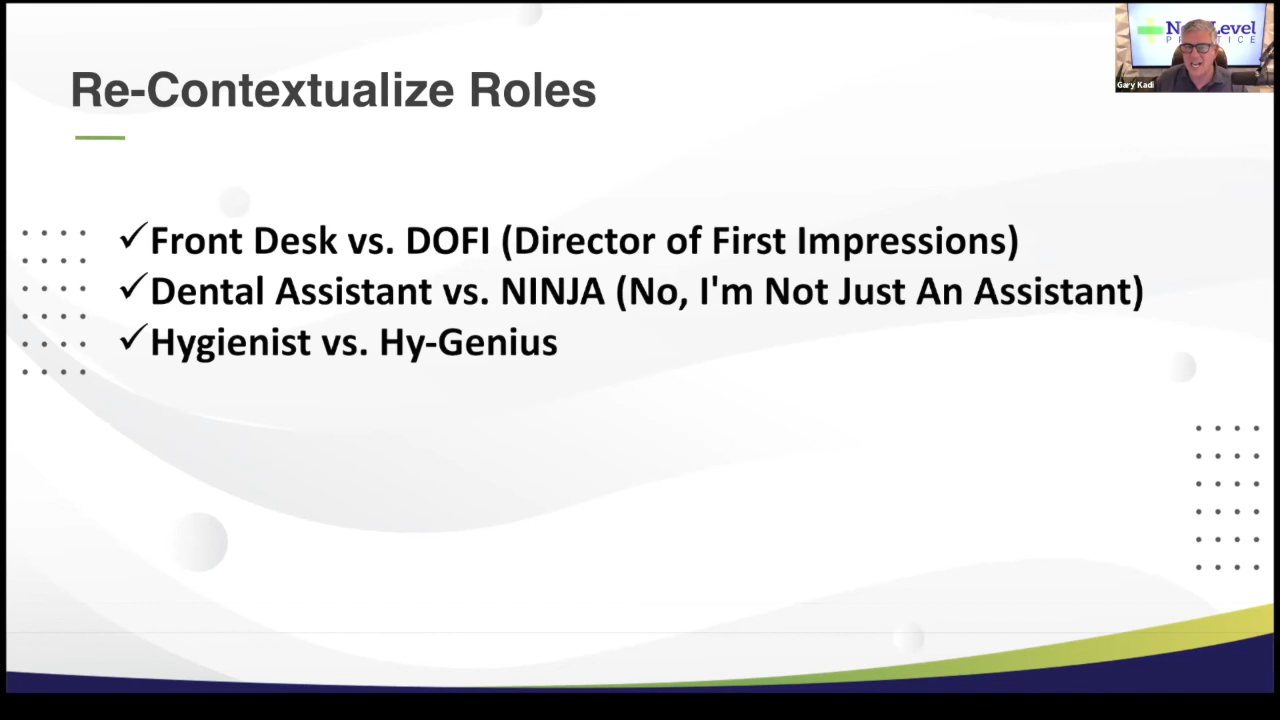 Re-Contextualize Roles
✓Front Desk vs. DOFI (Director of First Impressions)
✓Dental Assistant vs. NINJA (No, I'm Not Just An Assistant)
✓Hygienist vs. Hy-Genius
Level
Gary Kadi